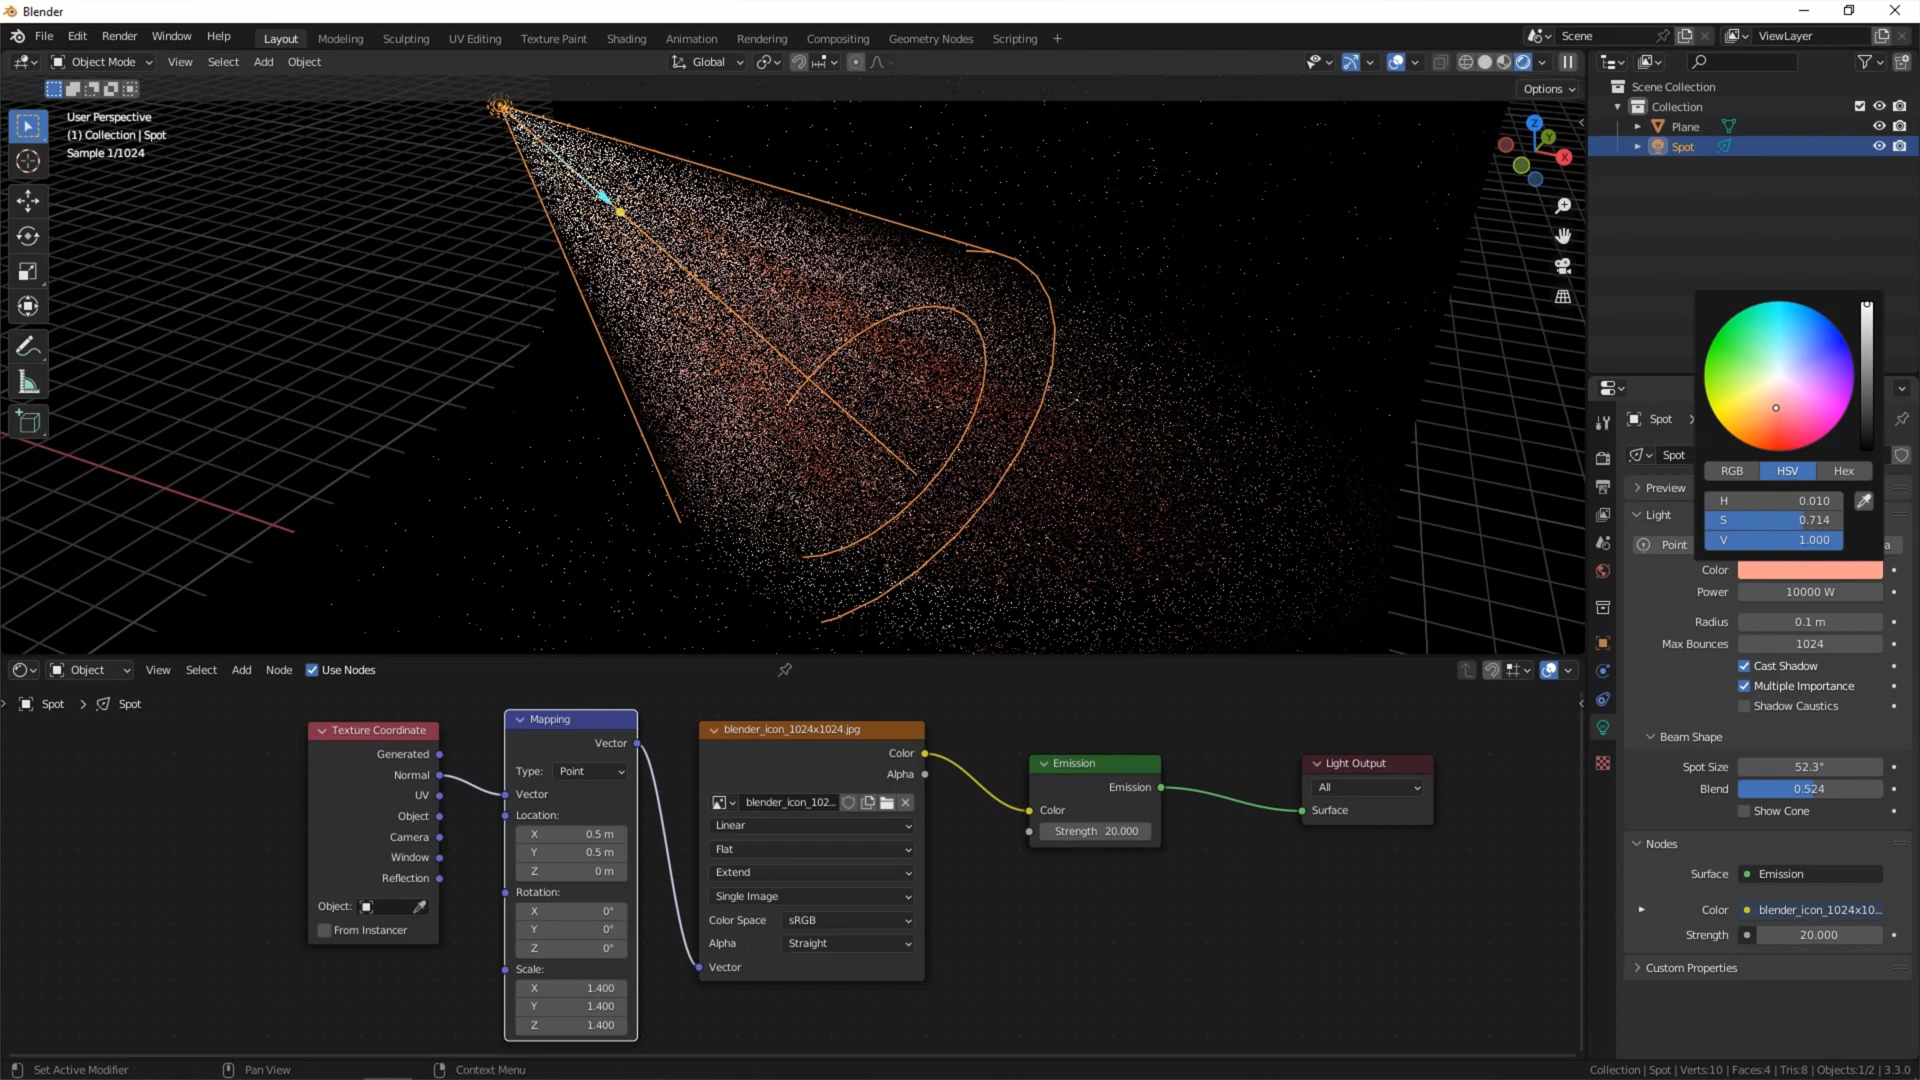 Blender
File Edit Render Window Help
Layout Modeling Sculpting UV Editing Texture Paint Shading Animation Rendering Compositing Geometry Nodes Scripting +
Scene
ViewLayer
Object Mode View Select Add Object
Global
Options
User Perspective
(1) Collection | Spot
Sample 1/1024
Z
Y
X
Scene Collection
Collection
Plane
Spot
RGB HSV Hex
H 0.010
S 0.714
V 1.000
Spot
Spot
Preview
Light
Point
a
Color
Power 10000 W
Radius 0.1 m
Max Bounces 1024
Cast Shadow
Multiple Importance
Shadow Caustics
Beam Shape
Spot Size 52.3°
Blend 0.524
Show Cone
Nodes
Surface Emission
Color blender_icon_1024x10...
Strength 20.000
Custom Properties
Object View Select Add Node Use Nodes
Spot > Spot
Texture Coordinate
Generated
Normal
UV
Object
Camera
Window
Reflection
Object:
From Instancer
Mapping
Vector
Type: Point
Vector
Location:
X 0.5 m
Y 0.5 m
Z 0 m
Rotation:
X 0°
Y 0°
Z 0°
Scale:
X 1.400
Y 1.400
Z 1.400
blender_icon_1024x1024.jpg
Color
Alpha
blender_icon_102...
Linear
Flat
Extend
Single Image
Color Space sRGB
Alpha Straight
Vector
Emission
Emission
Color
Strength 20.000
Light Output
All
Surface
Set Active Modifier
Pan View
Context Menu
Collection | Spot | Verts:10 | Faces:4 | Tris:8 | Objects:1/2 | 3.3.0